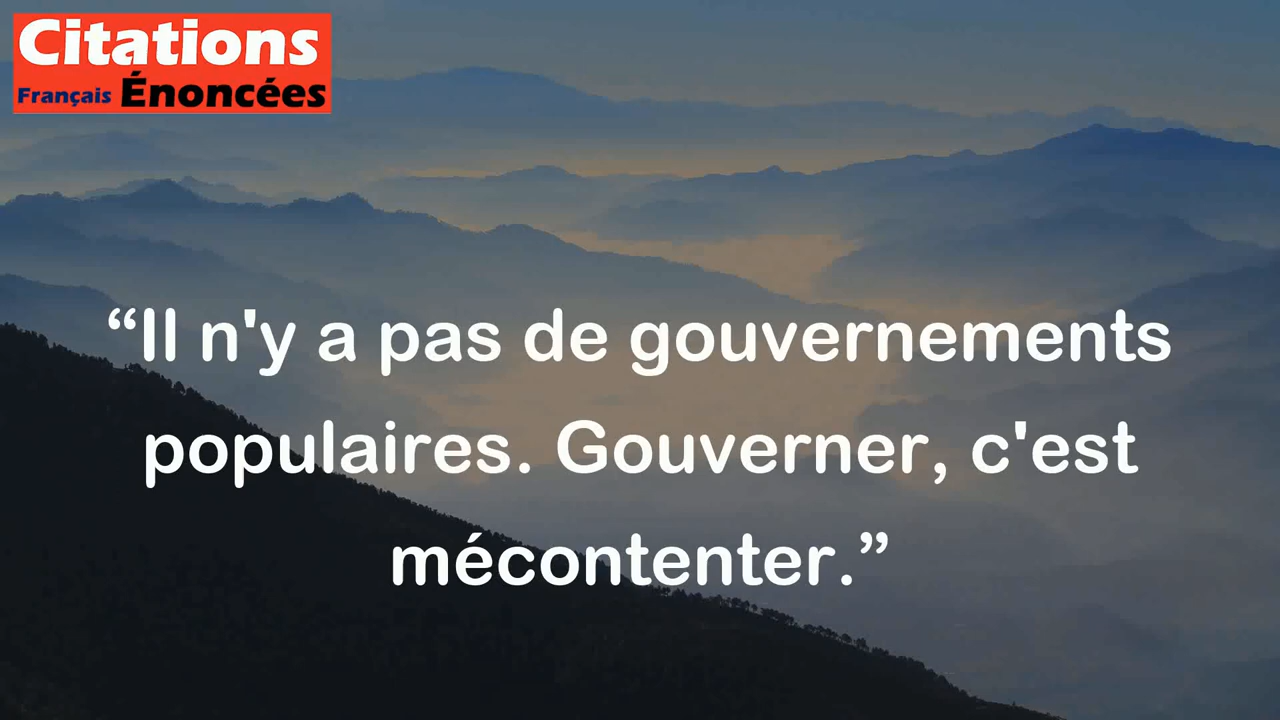 Citations
Français Énoncées
“Il n'y a pas de gouvernements
populaires. Gouverner, c'est
mécontenter.”